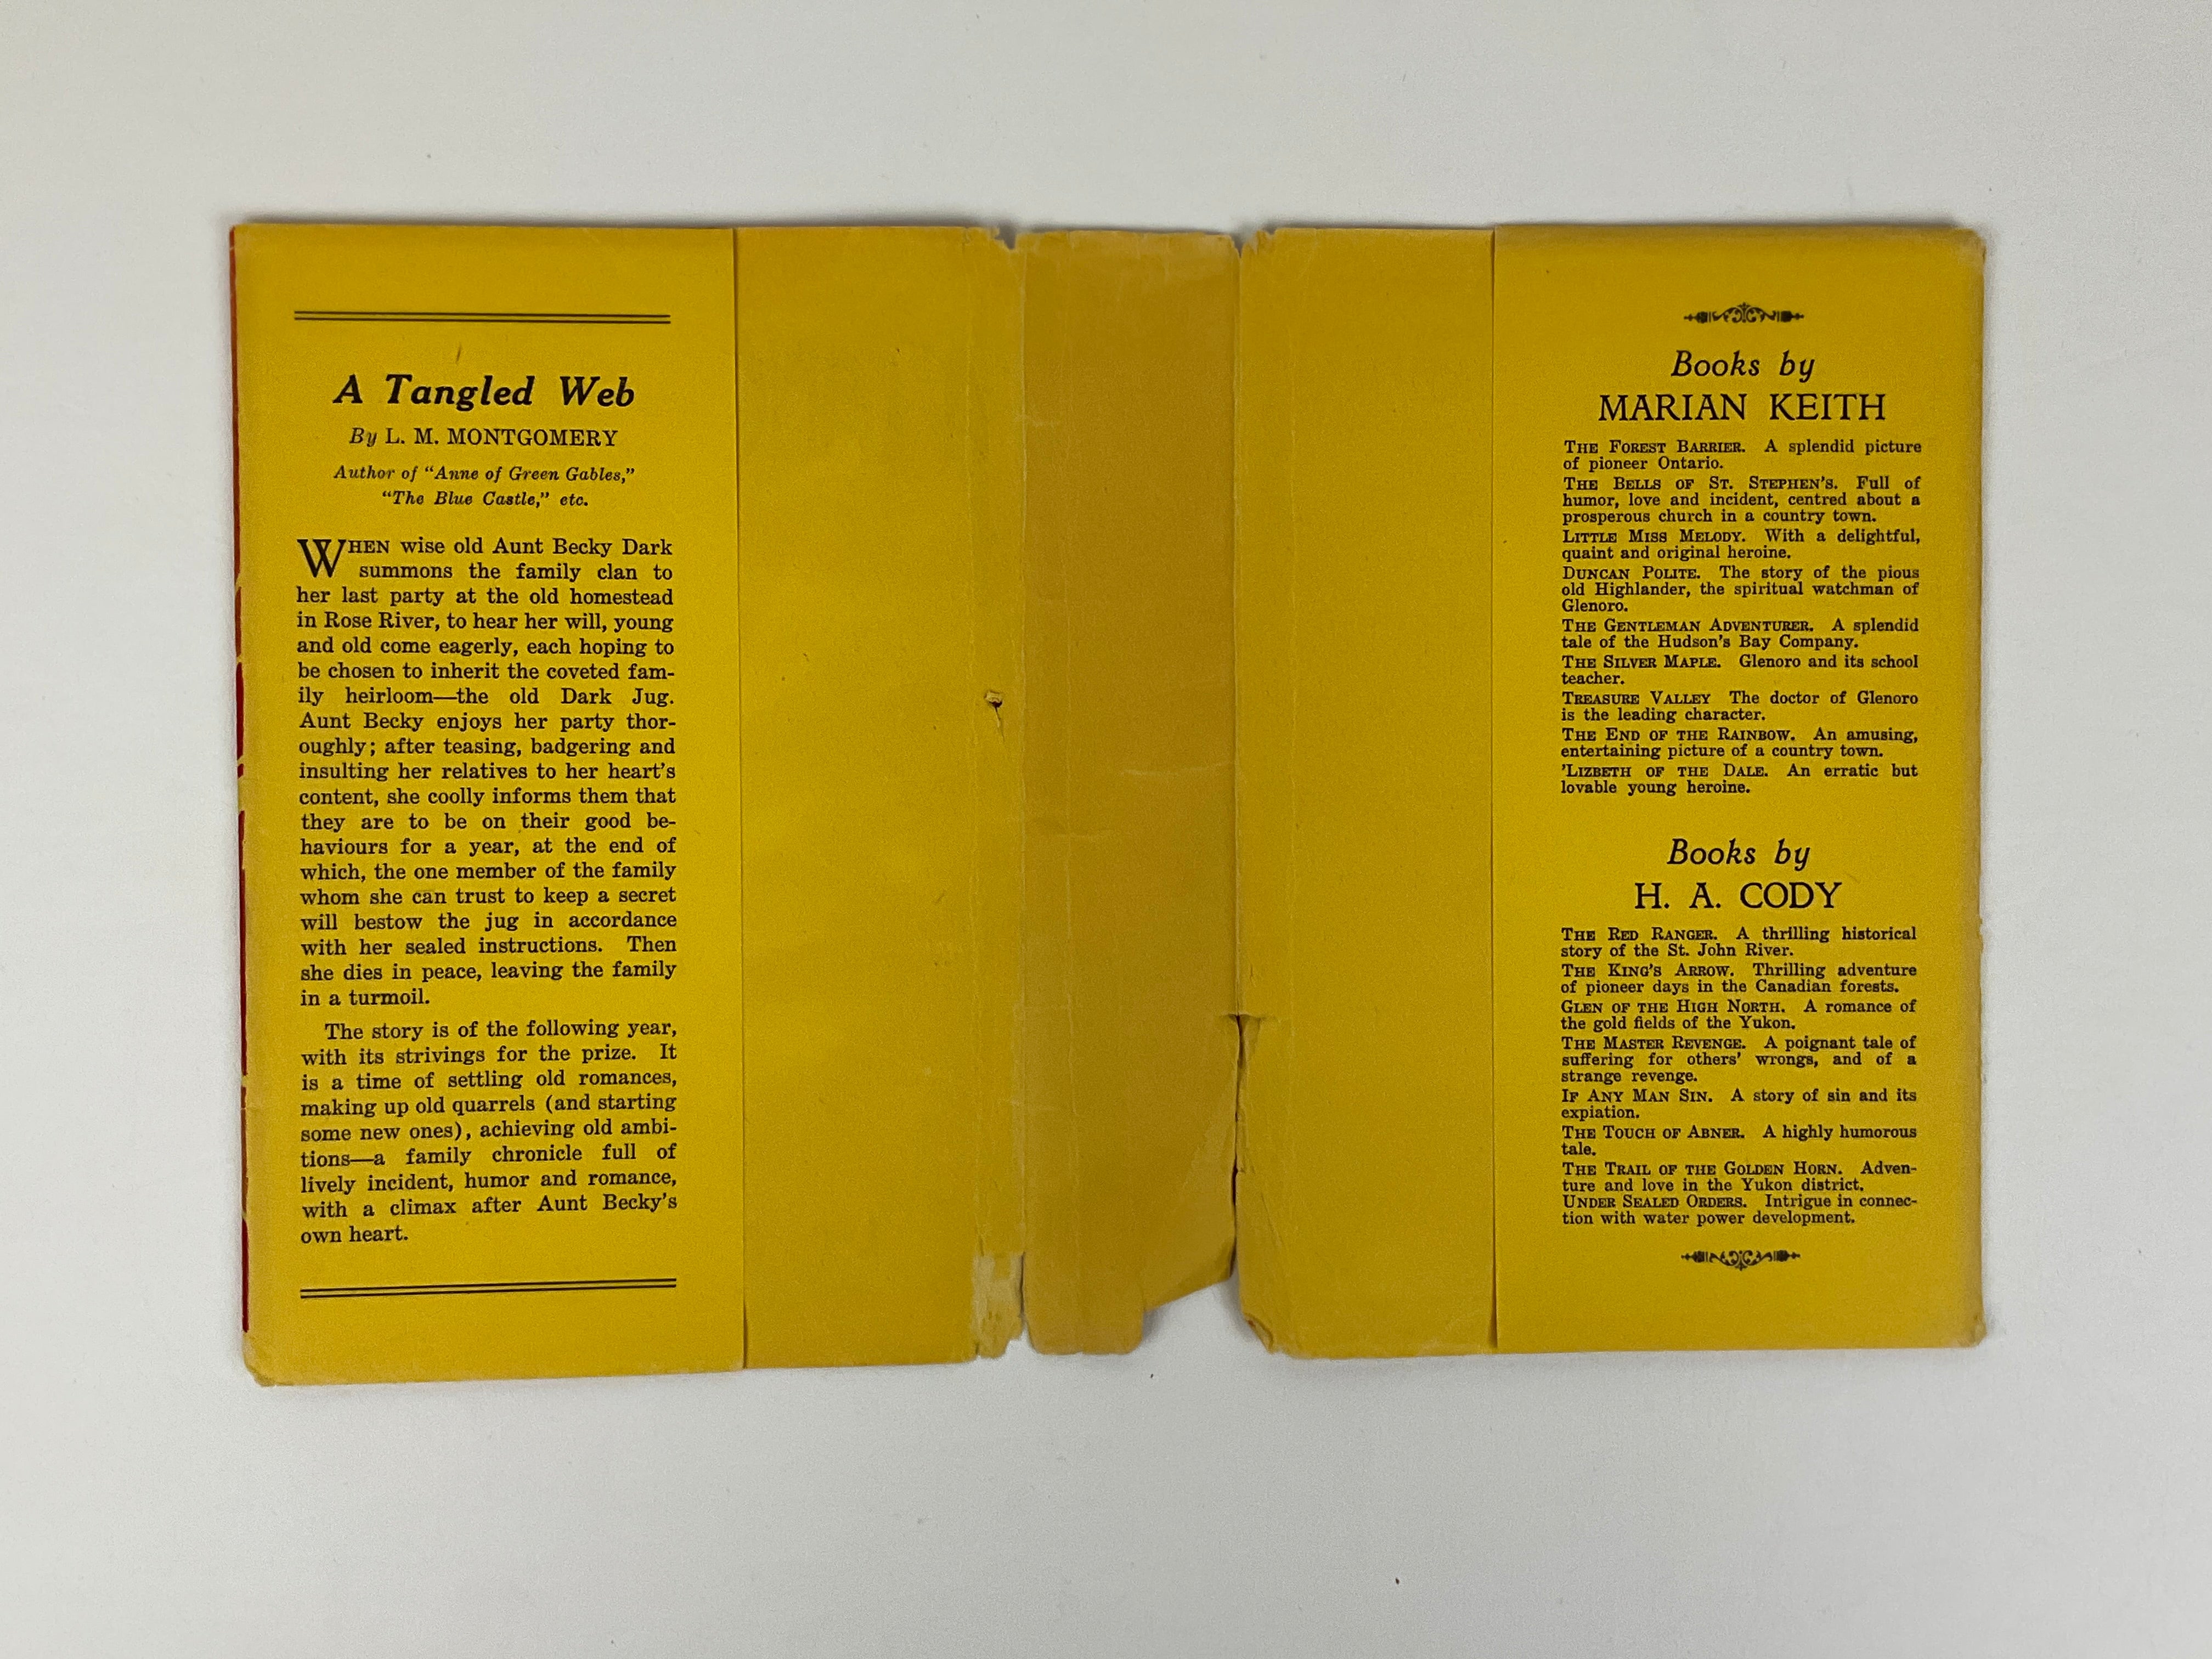 A Tangled Web
By L. M. MONTGOMERY
Author of "Anne of Green Gables,"
"The Blue Castle," etc.
WHEN wise old Aunt Becky Dark
summons the family clan to
her last party at the old homestead
in Rose River, to hear her will, young
and old come eagerly, each hoping to
be chosen to inherit the coveted fam-
ily heirloom—the old Dark Jug.
Aunt Becky enjoys her party thor-
oughly; after teasing, badgering and
insulting her relatives to her heart's
content, she coolly informs them that
they are to be on their good be-
haviours for a year, at the end of
which, the one member of the family
whom she can trust to keep a secret
will bestow the jug in accordance
with her sealed instructions. Then
she dies in peace, leaving the family
in a turmoil.
The story is of the following year,
with its strivings for the prize. It
is a time of settling old romances,
making up old quarrels (and starting
some new ones), achieving old ambi-
tions—a family chronicle full of
lively incident, humor and romance,
with a climax after Aunt Becky's
own heart.
Books by
MARIAN KEITH
THE FOREST BARRIER. A splendid picture
of pioneer Ontario.
THE BELLS OF ST. STEPHEN'S. Full of
humor, love and incident, centred about a
prosperous church in a country town.
LITTLE MISS MELODY. With a delightful,
quaint and original heroine.
DUNCAN POLITE. The story of the pious
old Highlander, the spiritual watchman of
Glenoro.
THE GENTLEMAN ADVENTURER. A splendid
tale of the Hudson's Bay Company.
THE SILVER MAPLE. Glenoro and its school
teacher.
TREASURE VALLEY The doctor of Glenoro
is the leading character.
THE END OF THE RAINBOW. An amusing,
entertaining picture of a country town.
'LIZBETH OF THE DALE. An erratic but
lovable young heroine.
Books by
H. A. CODY
THE RED RANGER. A thrilling historical
story of the St. John River.
THE KING'S ARROW. Thrilling adventure
of pioneer days in the Canadian forests.
GLEN OF THE HIGH NORTH. A romance of
the gold fields of the Yukon.
THE MASTER REVENGE. A poignant tale of
suffering for others' wrongs, and of a
strange revenge.
IF ANY MAN SIN. A story of sin and its
expiation.
THE TOUCH OF ABNER. A highly humorous
tale.
THE TRAIL OF THE GOLDEN HORN. Adven-
ture and love in the Yukon district.
UNDER SEALED ORDERS. Intrigue in connec-
tion with water power development.